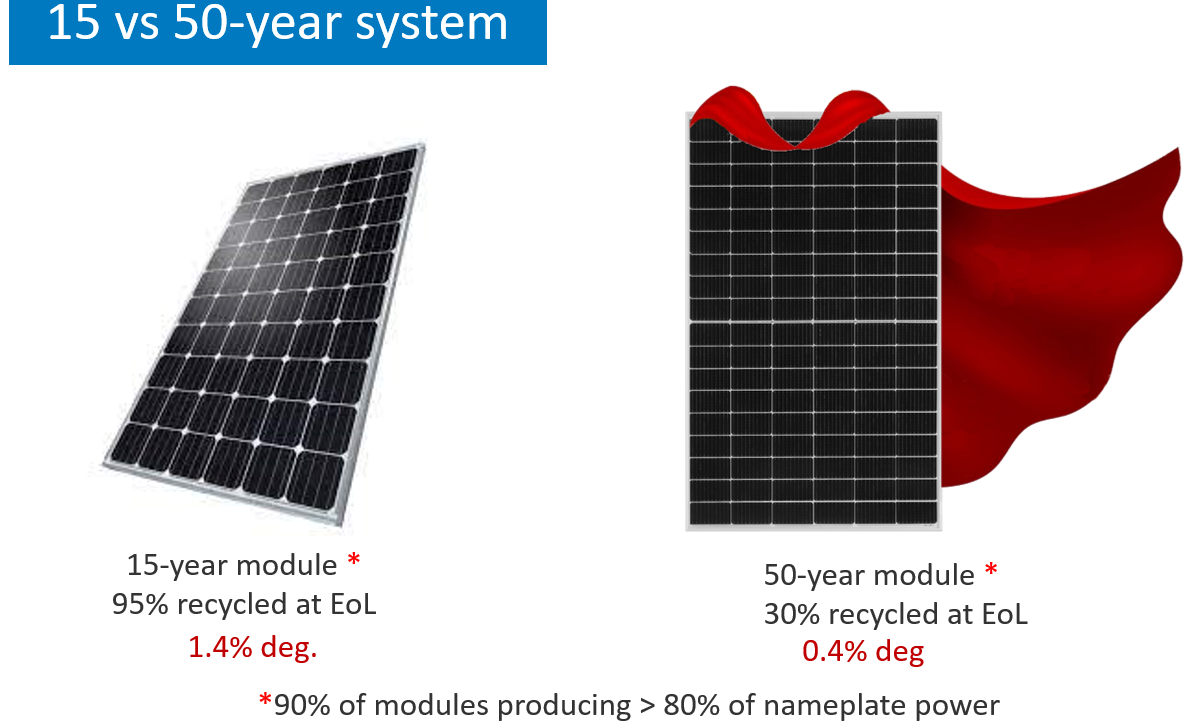 15 vs 50-year system
15-year module *
95% recycled at EoL
1.4% deg.
50-year module *
30% recycled at EoL
0.4% deg
*90% of modules producing > 80% of nameplate power